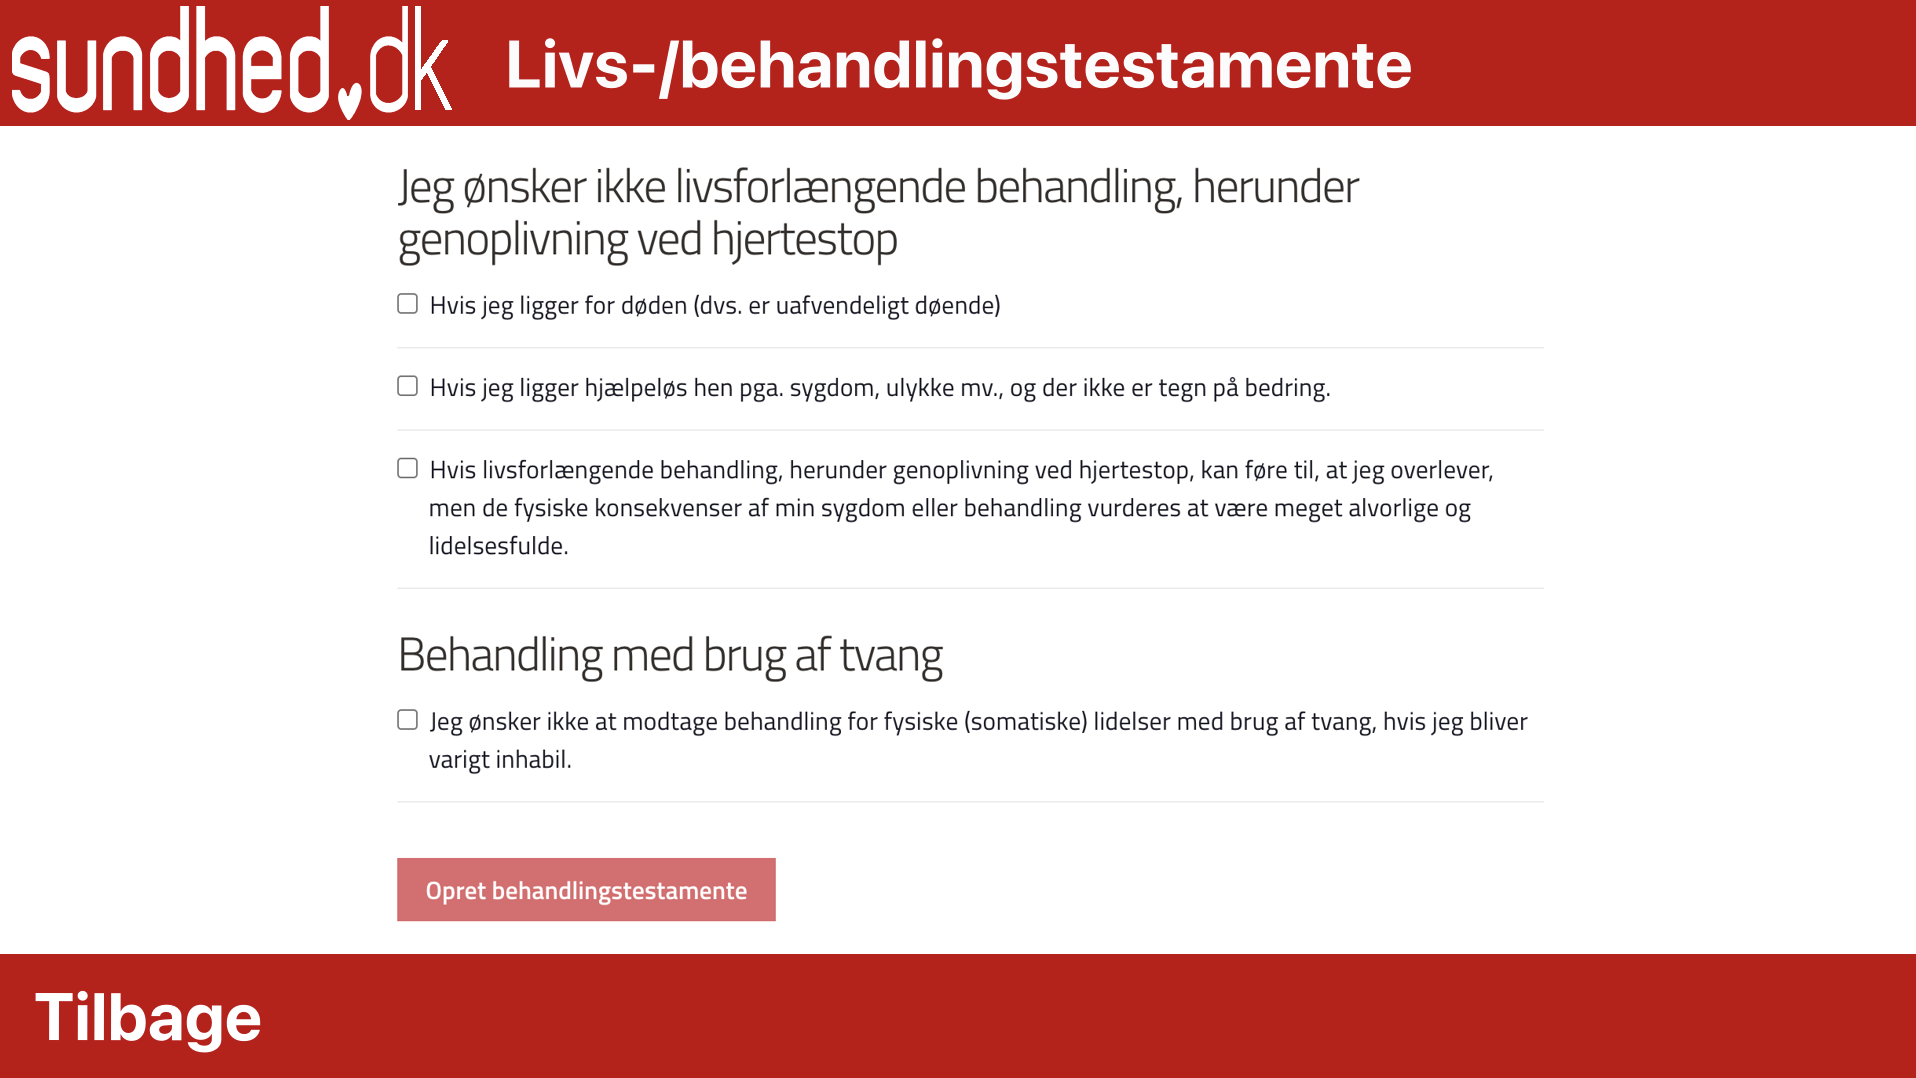 sundhed.dk
Livs-/behandlingstestamente
Jeg ønsker ikke livsforlængende behandling, herunder
genoplivning ved hjertestop
Hvis jeg ligger for døden (dvs. er uafvendeligt døende)
Hvis jeg ligger hjælpeløs hen pga. sygdom, ulykke mv., og der ikke er tegn på bedring.
Hvis livsforlængende behandling, herunder genoplivning ved hjertestop, kan føre til, at jeg overlever,
men de fysiske konsekvenser af min sygdom eller behandling vurderes at være meget alvorlige og
lidelsesfulde.
Behandling med brug af tvang
Jeg ønsker ikke at modtage behandling for fysiske (somatiske) lidelser med brug af tvang, hvis jeg bliver
varigt inhabil.
Opret behandlingstestamente
Tilbage